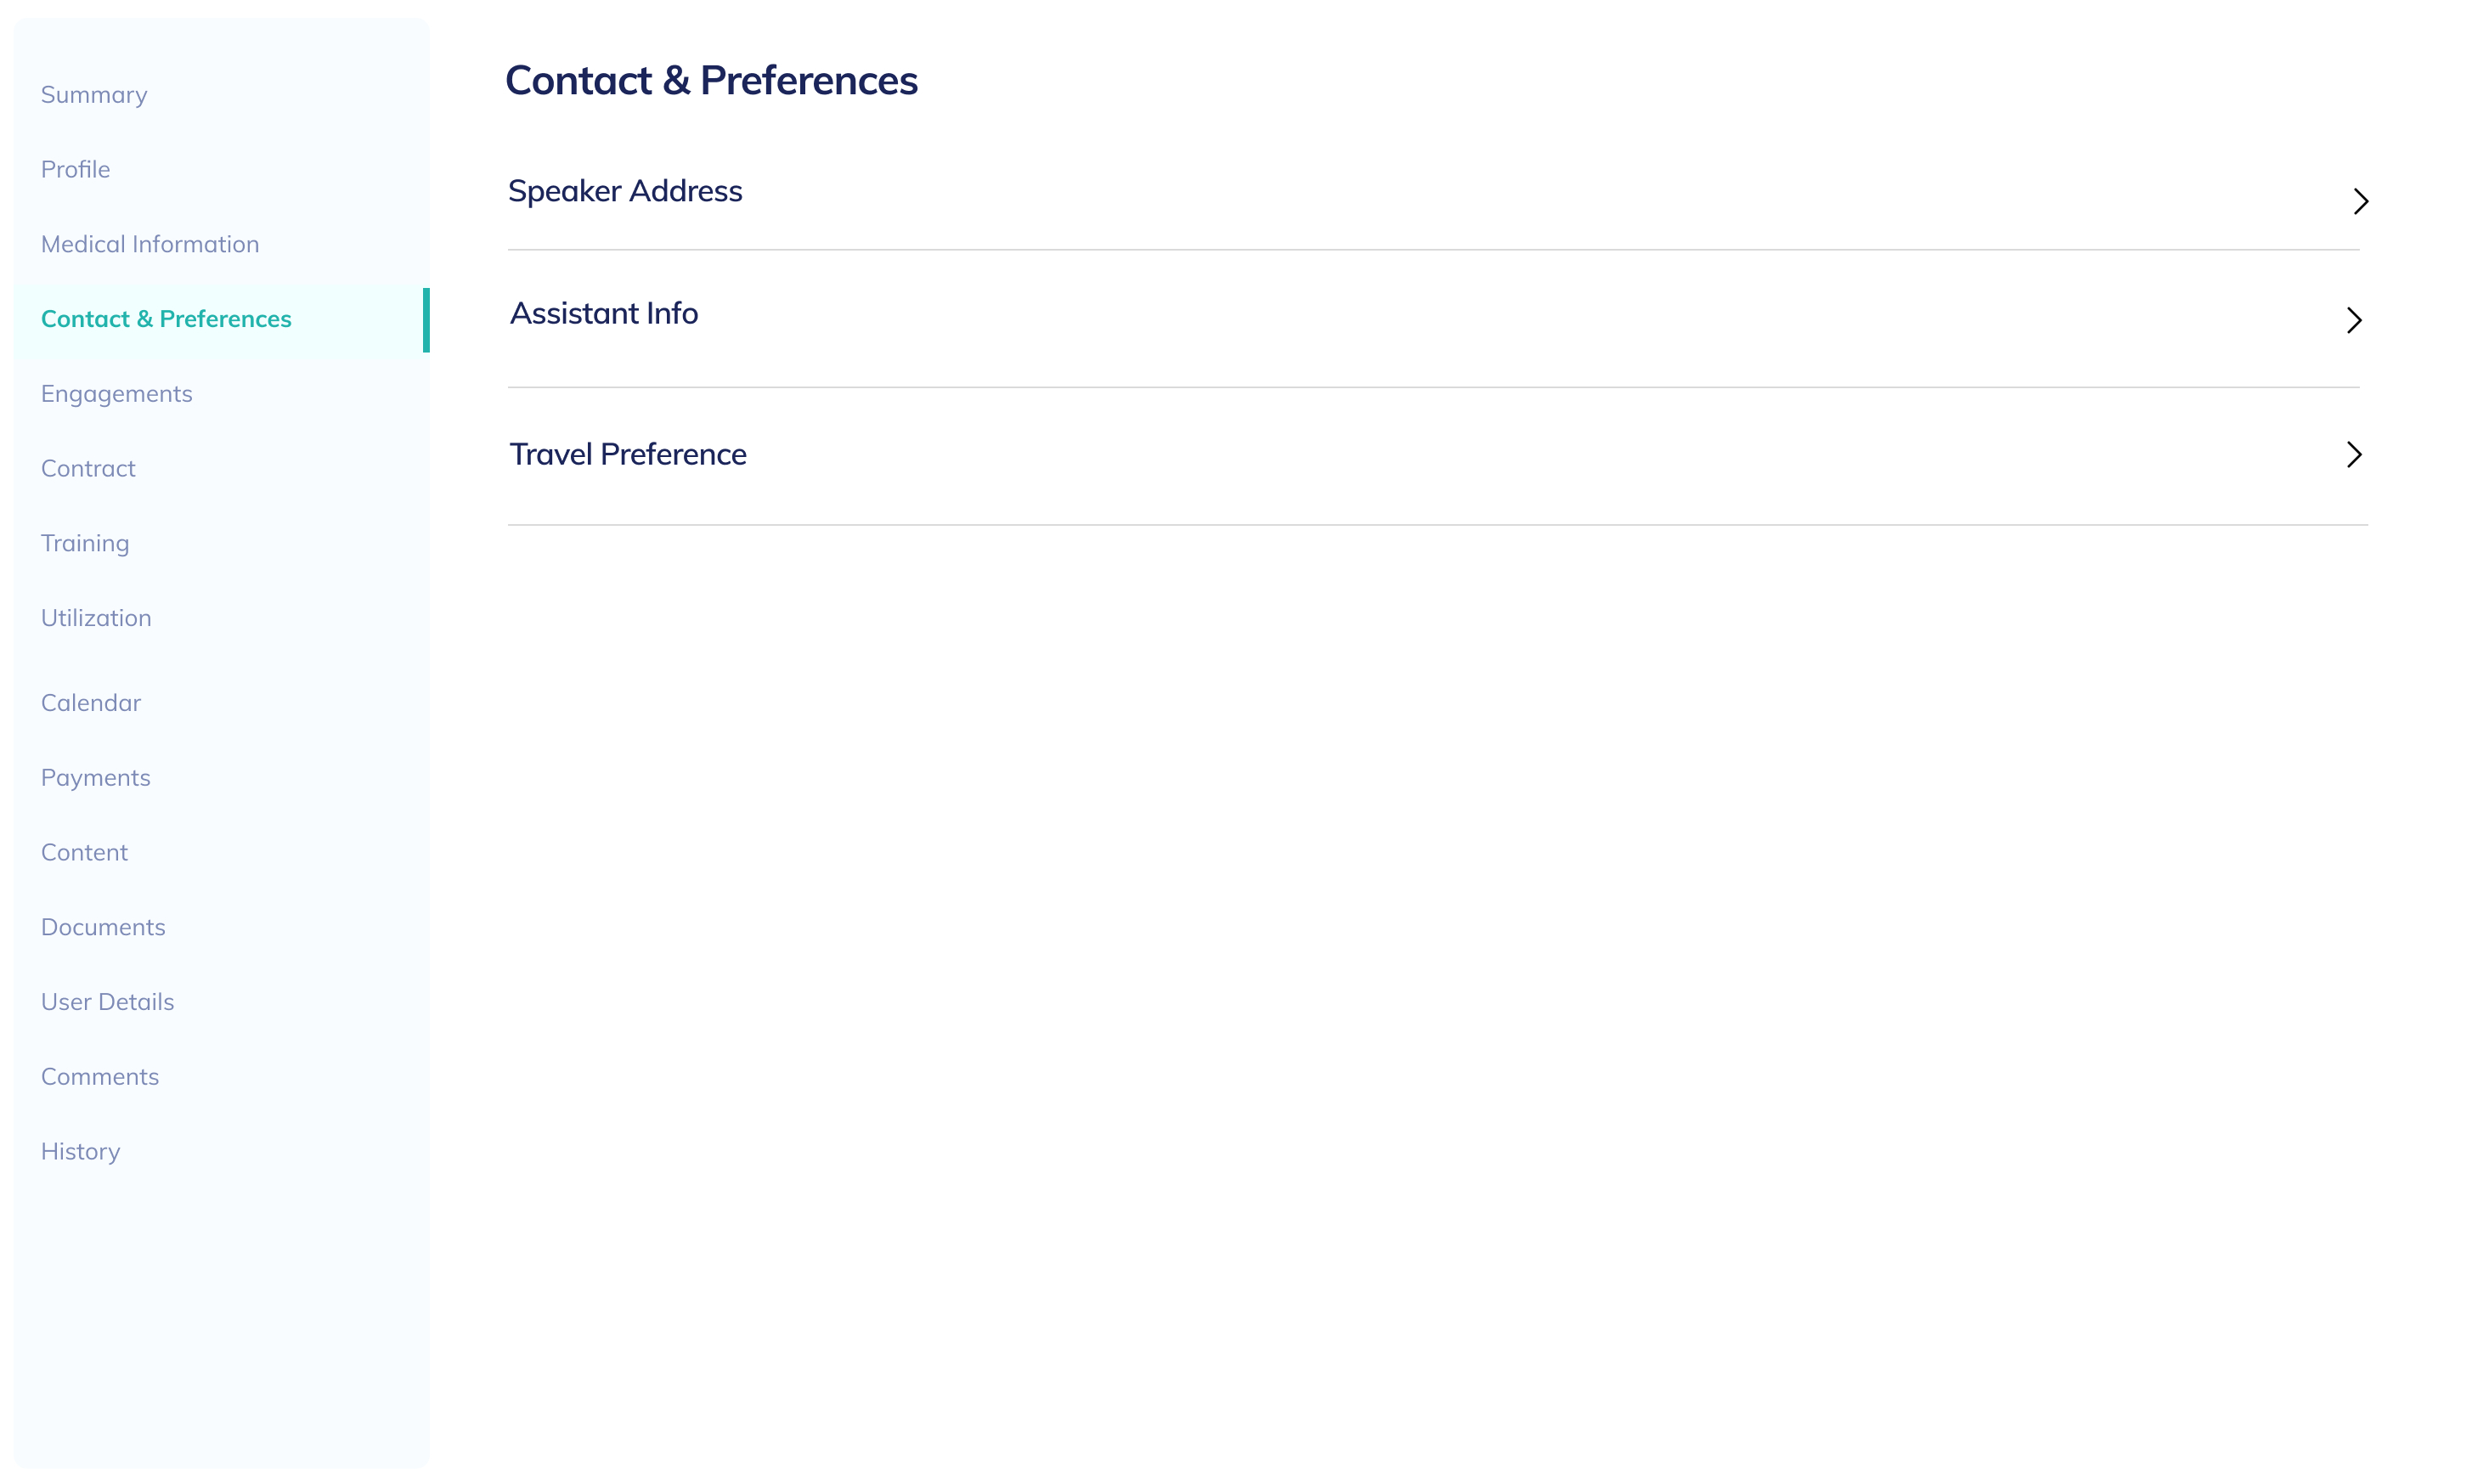 Summary
Profile
Medical Information
Contact & Preferences
Engagements
Contract
Training
Utilization
Calendar
Payments
Content
Documents
User Details
Comments
History
Contact & Preferences
Speaker Address
Assistant Info
Travel Preference